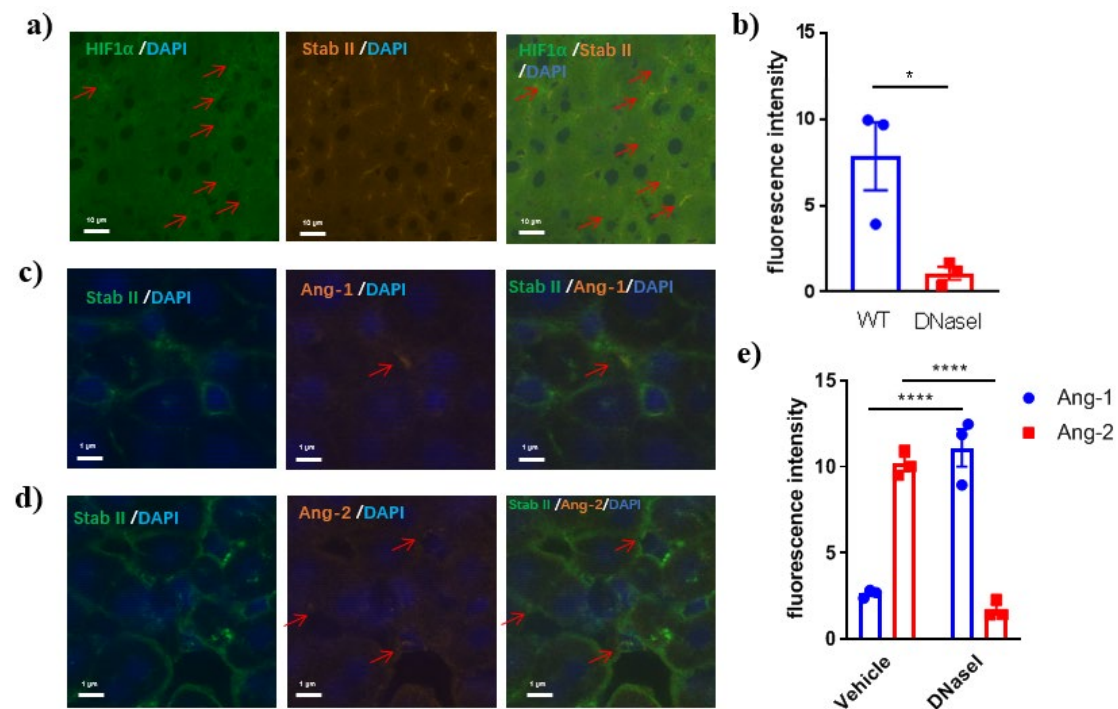 a)
HIF1α /DAPI
Stab II /DAPI
HIF1α /Stab II
/DAPI
10 μm
10 μm
10 μm
b)
fluorescence intensity
15
10
5
0
*
WT
DNaseI
c)
Stab II /DAPI
Ang-1 /DAPI
Stab II /Ang-1/DAPI
1 μm
1 μm
1 μm
d)
Stab II /DAPI
Ang-2 /DAPI
Stab II /Ang-2/DAPI
1 μm
1 μm
1 μm
e)
fluorescence intensity
15
10
5
0
****
****
Ang-1
Ang-2
Vehicle
DNaseI